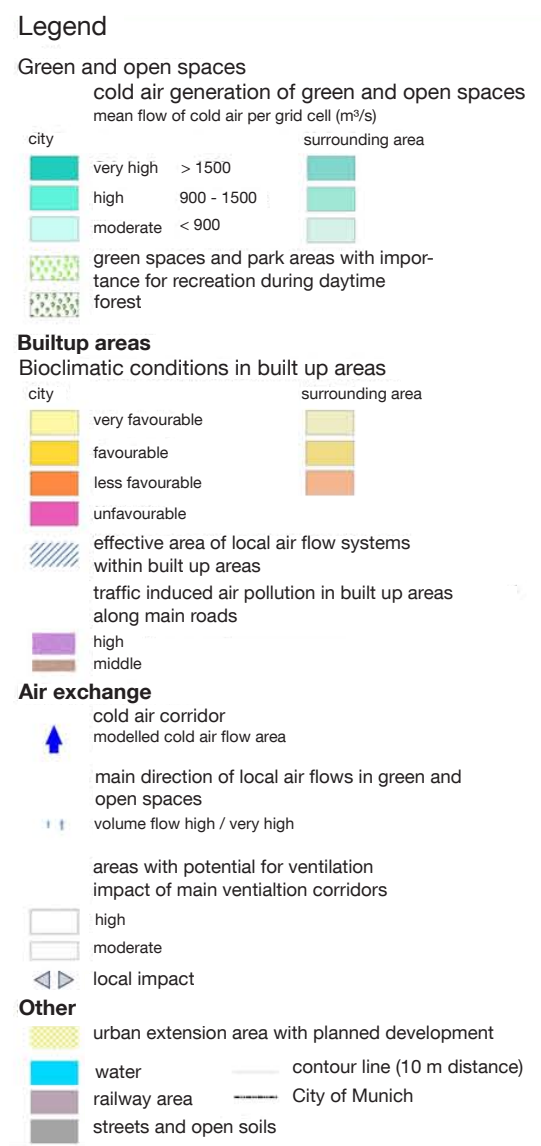 Legend
Green and open spaces
cold air generation of green and open spaces
mean flow of cold air per grid cell (m³/s)
city surrounding area
very high > 1500
high 900 - 1500
moderate < 900
green spaces and park areas with impor-
tance for recreation during daytime
forest
Builtup areas
Bioclimatic conditions in built up areas
city surrounding area
very favourable
favourable
less favourable
unfavourable
effective area of local air flow systems
within built up areas
traffic induced air pollution in built up areas
along main roads
high
middle
Air exchange
cold air corridor
modelled cold air flow area
main direction of local air flows in green and
open spaces
volume flow high / very high
areas with potential for ventilation
impact of main ventialtion corridors
high
moderate
local impact
Other
urban extension area with planned development
water contour line (10 m distance)
railway area City of Munich
streets and open soils